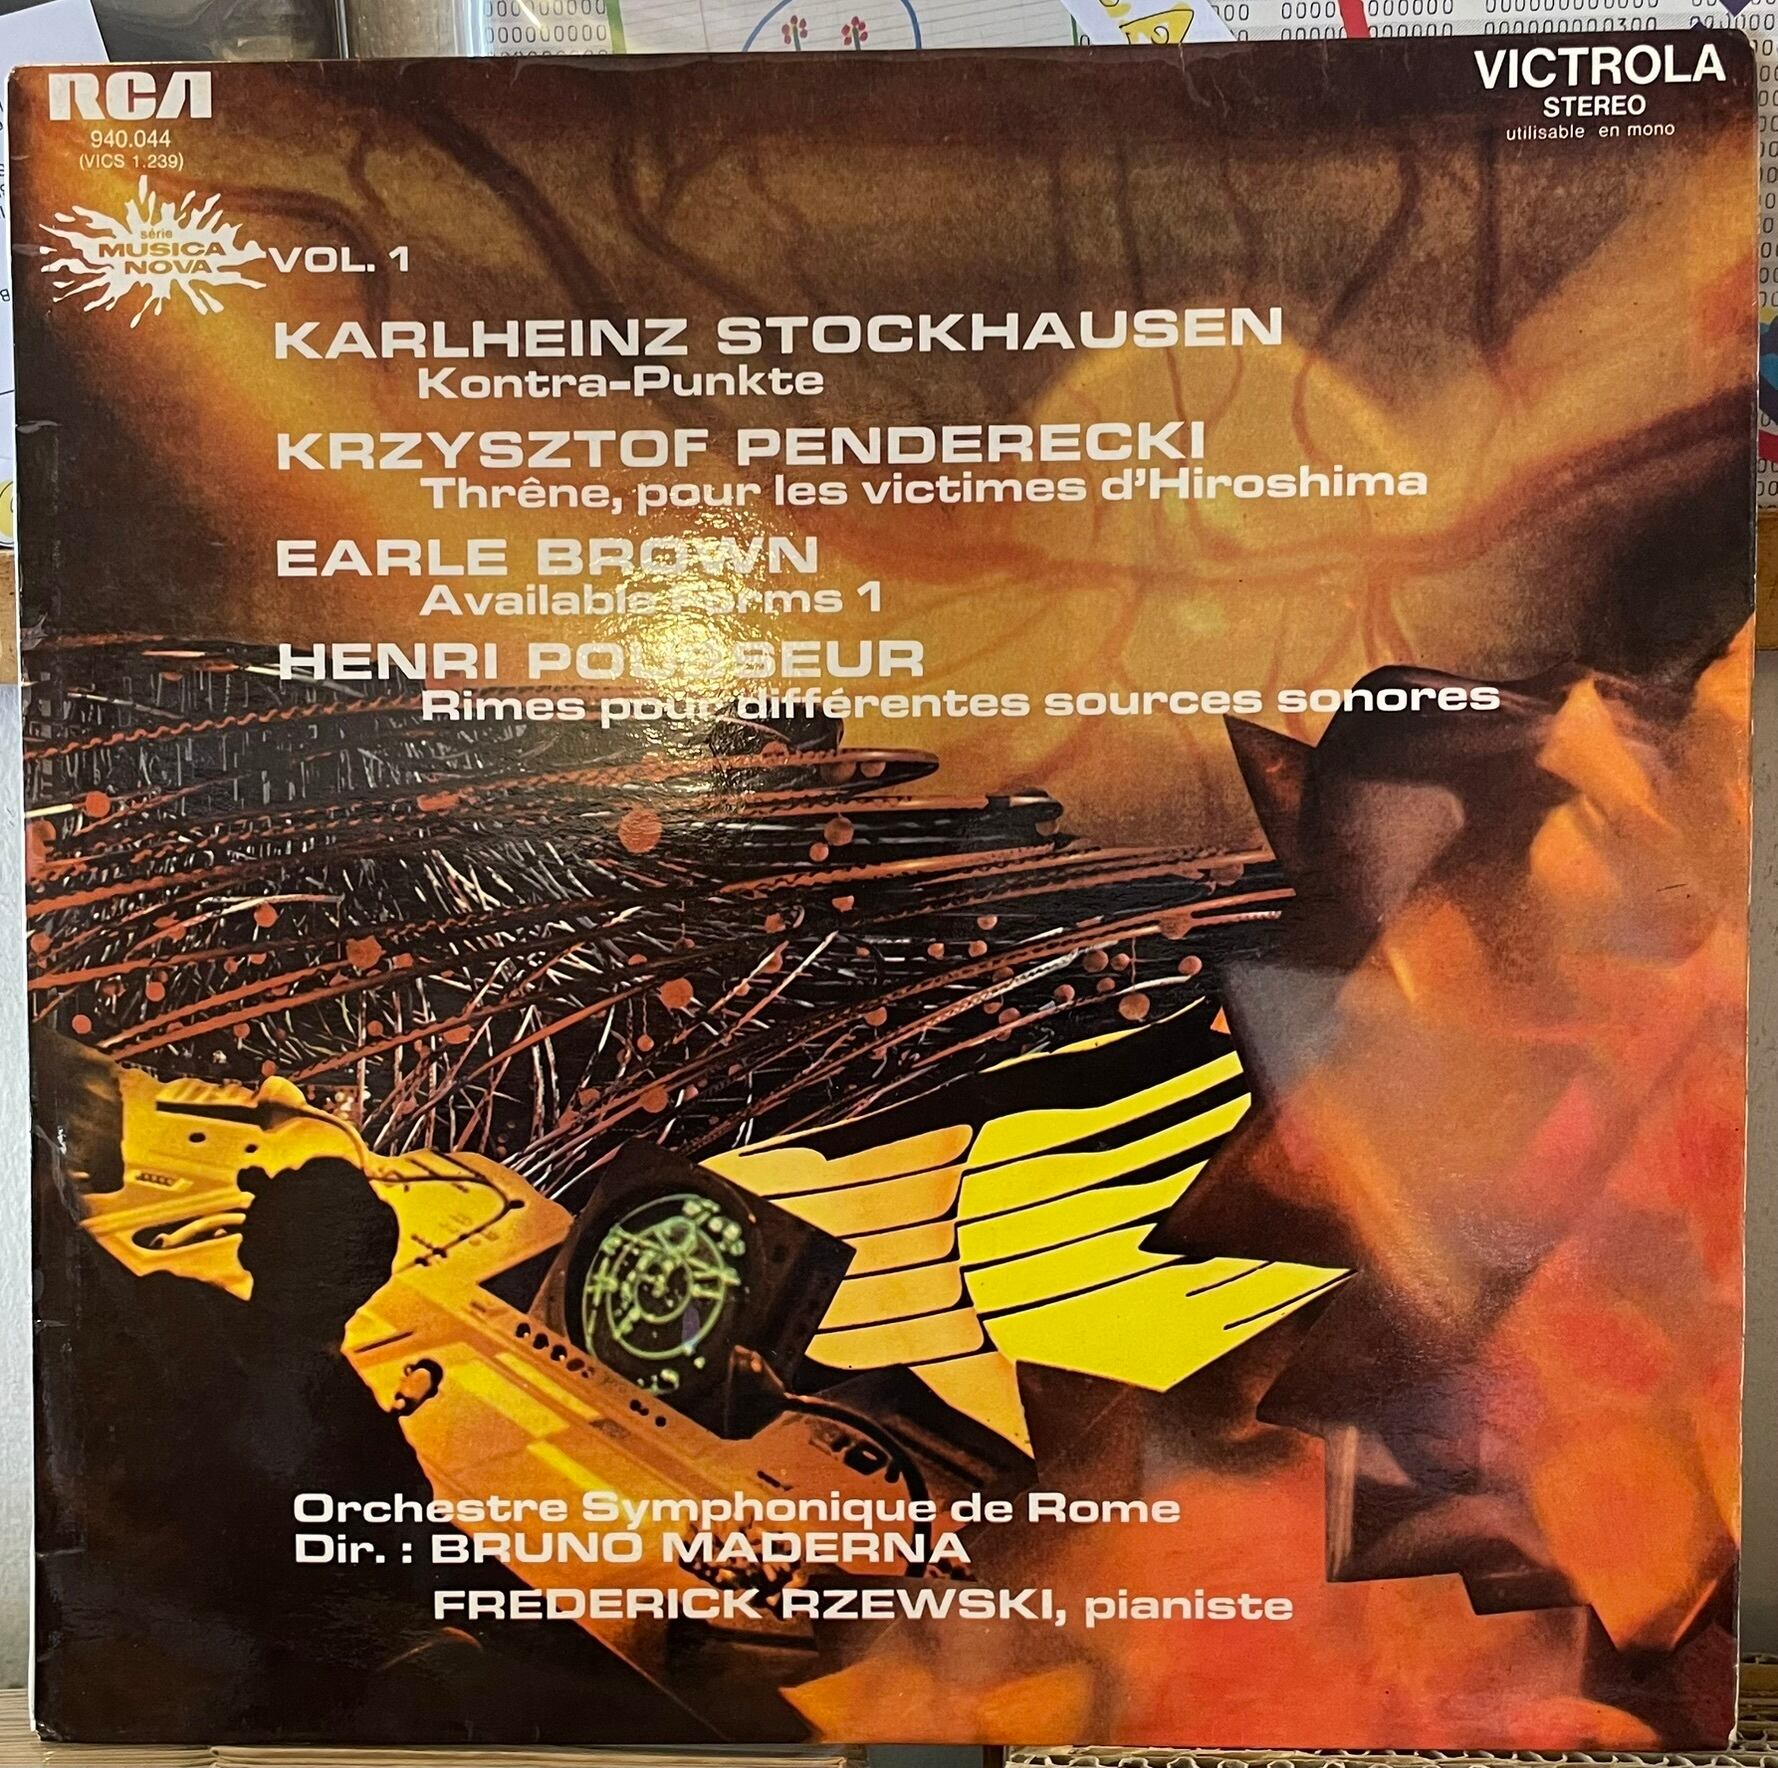 RCA
940.044
(VICS 1.239)
VICTROLA
STEREO
utilisable en mono
série
MUSICA
NOVA
VOL. 1
KARLHEINZ STOCKHAUSEN
Kontra-Punkte
KRZYSZTOF PENDERECKI
Thrêne, pour les victimes d'Hiroshima
EARLE BROWN
Available Forms 1
HENRI POUSSEUR
Rimes pour différentes sources sonores
Orchestre Symphonique de Rome
Dir. : BRUNO MADERNA
FREDERICK RZEWSKI, pianiste